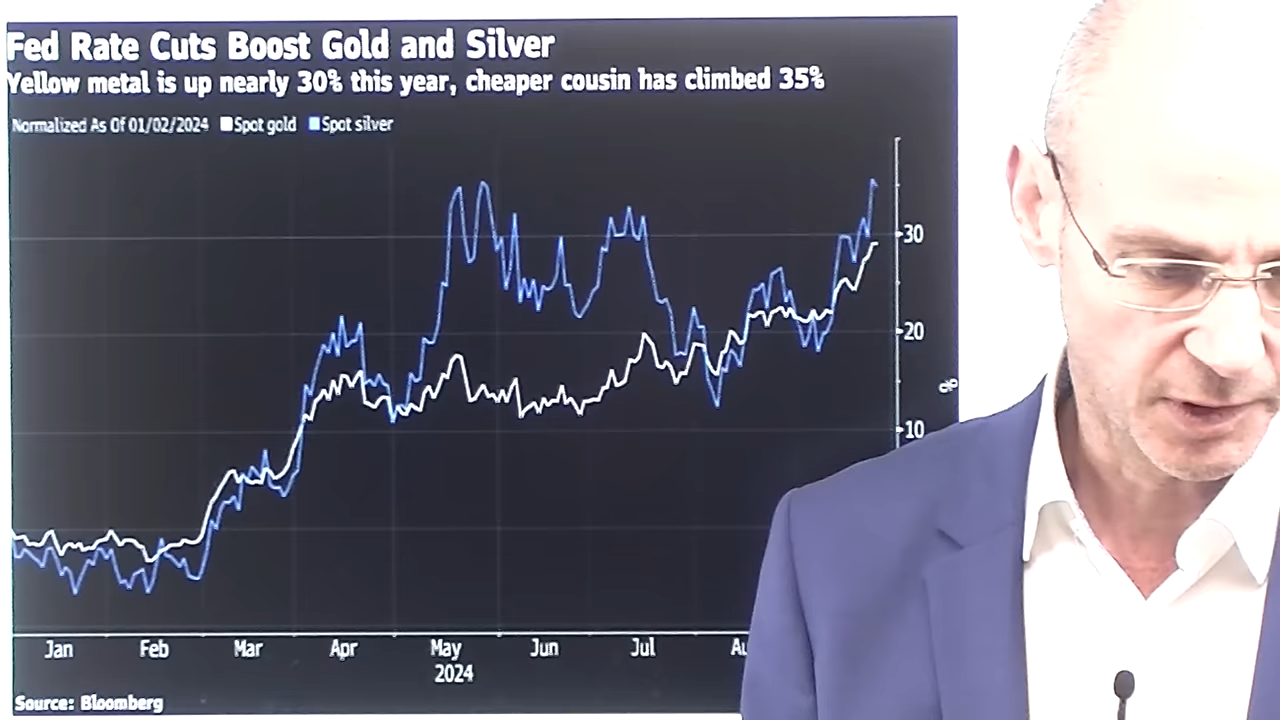 Fed Rate Cuts Boost Gold and Silver
Yellow metal is up nearly 30% this year, cheaper cousin has climbed 35%
Normalized As Of 01/02/2024 Spot gold Spot silver
30
20
%
10
Jan Feb Mar Apr May Jun Jul
2024
Source: Bloomberg